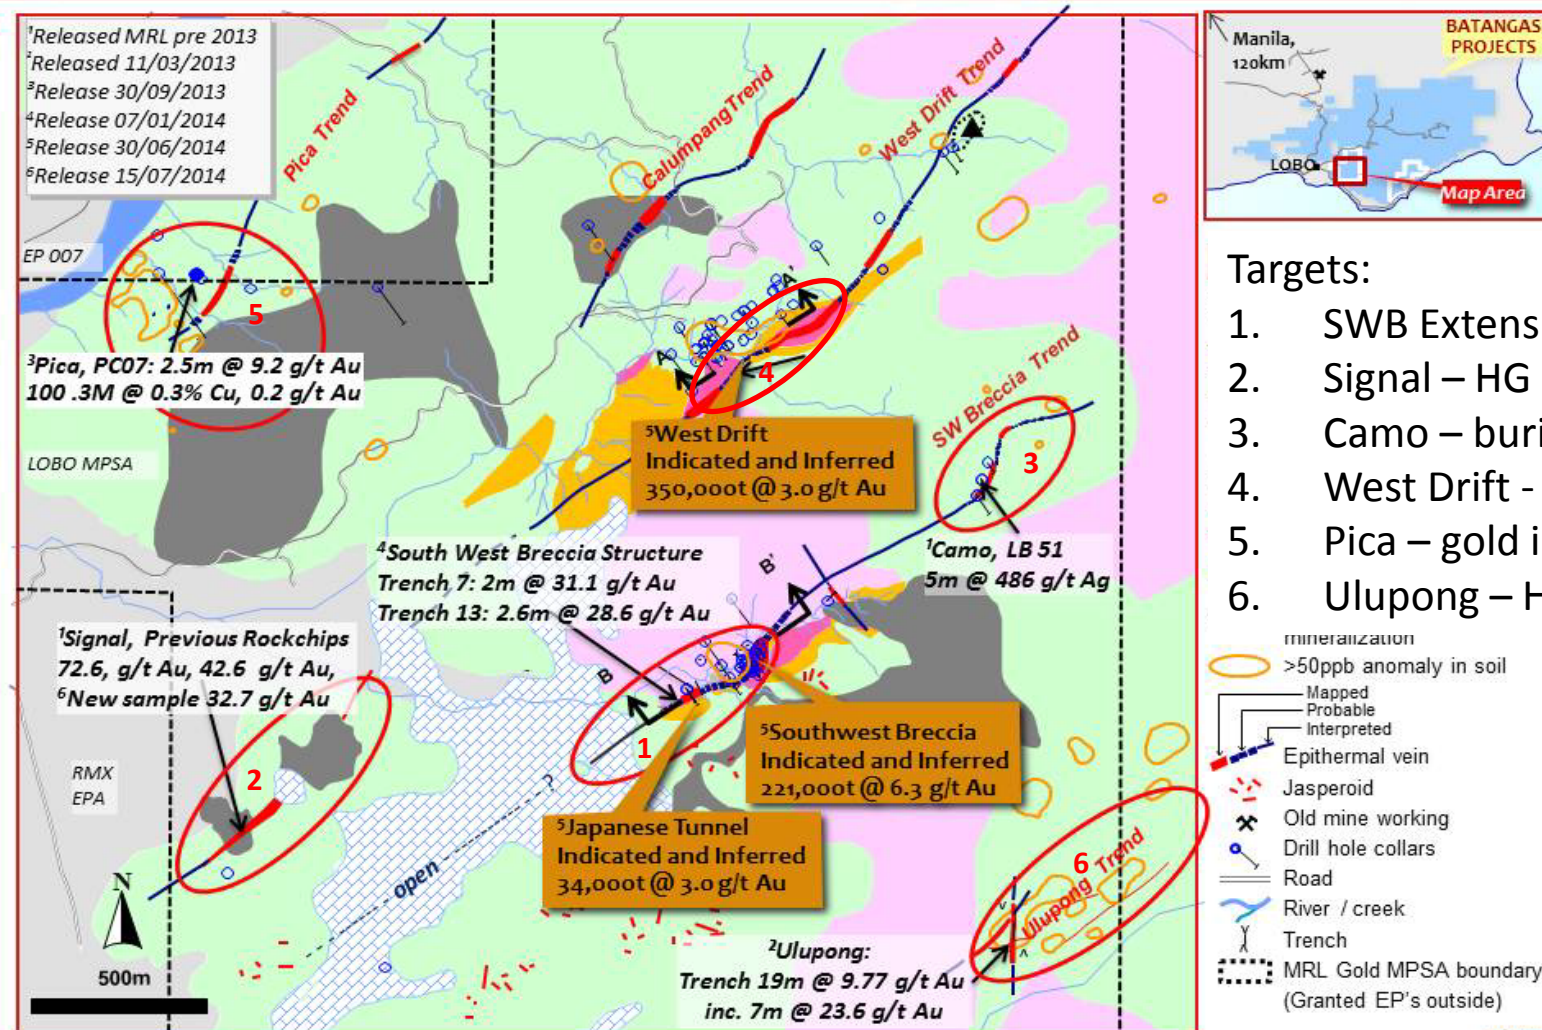 ¹Released MRL pre 2013
²Released 11/03/2013
³Release 30/09/2013
⁴Release 07/01/2014
⁵Release 30/06/2014
⁶Release 15/07/2014
Pica Trend
Calumpang Trend
West Drift Trend
EP 007
5
³Pica, PC07: 2.5m @ 9.2 g/t Au
100 .3M @ 0.3% Cu, 0.2 g/t Au
LOBO MPSA
A
A'
4
⁵West Drift
Indicated and Inferred
350,000t @ 3.0 g/t Au
SW Breccia Trend
3
¹Camo, LB 51
5m @ 486 g/t Ag
⁴South West Breccia Structure
Trench 7: 2m @ 31.1 g/t Au
Trench 13: 2.6m @ 28.6 g/t Au
B'
B
¹Signal, Previous Rockchips
72.6, g/t Au, 42.6 g/t Au,
⁶New sample 32.7 g/t Au
1
2
RMX
EPA
⁵Southwest Breccia
Indicated and Inferred
221,000t @ 6.3 g/t Au
?
open
⁵Japanese Tunnel
Indicated and Inferred
34,000t @ 3.0 g/t Au
6
Ulupong Trend
²Ulupong:
Trench 19m @ 9.77 g/t Au
inc. 7m @ 23.6 g/t Au
N
500m
Manila,
120km
BATANGAS
PROJECTS
LOBO
Map Area
Targets:
1. SWB Extens
2. Signal – HG
3. Camo – buri
4. West Drift -
5. Pica – gold i
6. Ulupong – H
mineralization
>50ppb anomaly in soil
Mapped
Probable
Interpreted
Epithermal vein
Jasperoid
Old mine working
Drill hole collars
Road
River / creek
Trench
MRL Gold MPSA boundary
(Granted EP's outside)